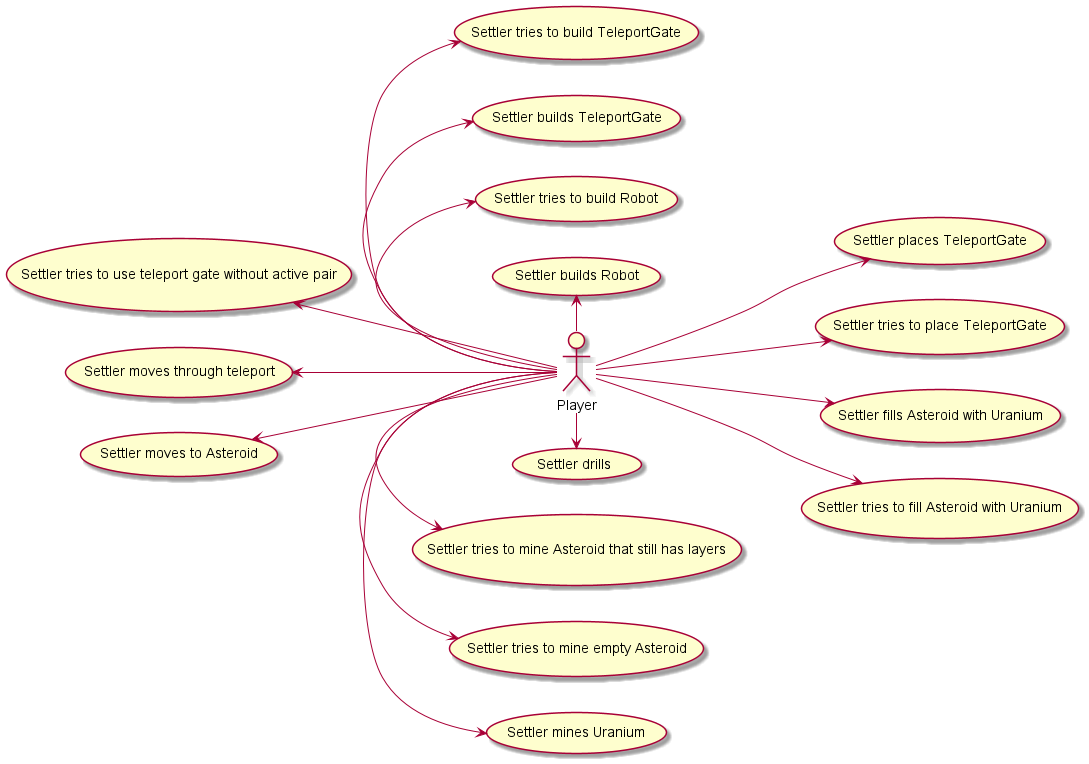 Settler tries to build TeleportGate
Settler builds TeleportGate
Settler tries to build Robot
Settler builds Robot
Settler places TeleportGate
Settler tries to use teleport gate without active pair
Settler tries to place TeleportGate
Settler moves through teleport
Player
Settler fills Asteroid with Uranium
Settler moves to Asteroid
Settler drills
Settler tries to fill Asteroid with Uranium
Settler tries to mine Asteroid that still has layers
Settler tries to mine empty Asteroid
Settler mines Uranium